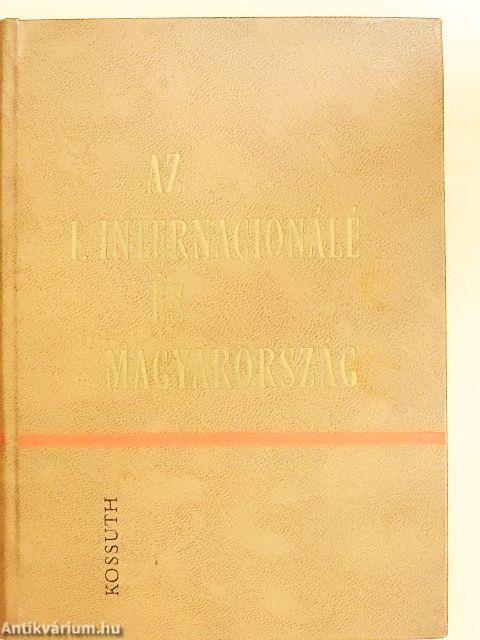 AZ
I. INTERNACIONÁLÉ
ÉS
MAGYARORSZÁG
KOSSUTH
Antikvárium.hu